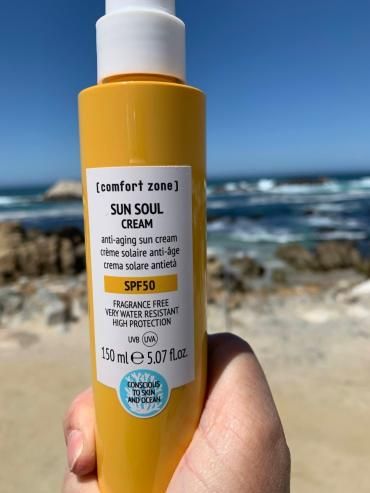 [comfort zone]
SUN SOUL
CREAM
anti-aging sun cream
crème solaire anti-âge
crema solare antietà
SPF50
FRAGRANCE FREE
VERY WATER RESISTANT
HIGH PROTECTION
UVB UVA
150 ml ℮ 5.07 fl.oz.
CONSCIOUS
TO SKIN
AND OCEAN